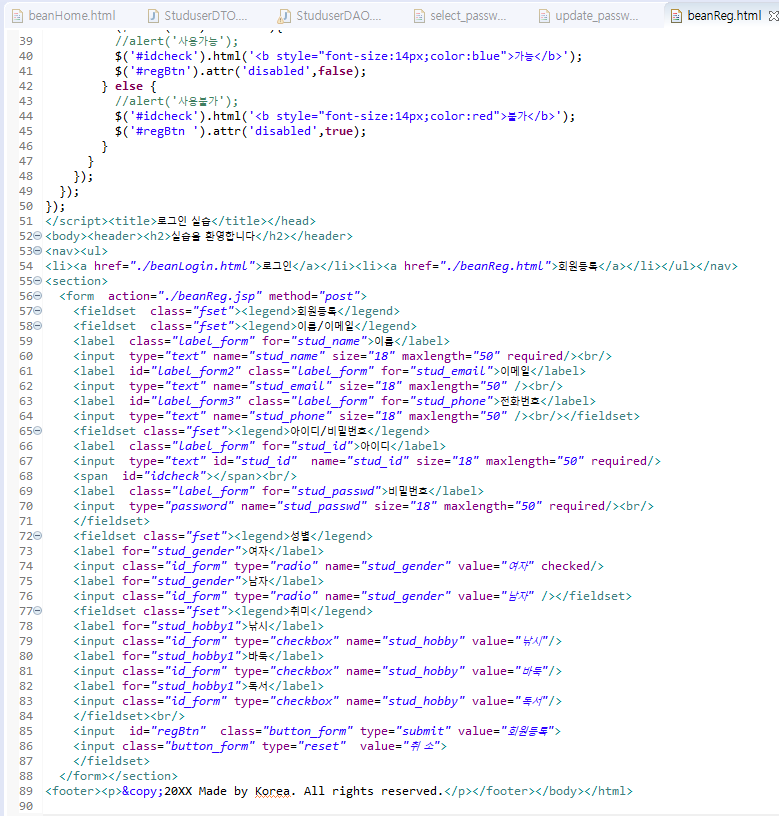 beanHome.html StuduserDTO.... StuduserDAO.... select_passw... update_passw... beanReg.html
39 //alert('사용가능');
40 $('#idcheck').html('<b style="font-size:14px;color:blue">가능</b>');
41 $('#regBtn').attr('disabled',false);
42 } else {
43 //alert('사용불가');
44 $('#idcheck').html('<b style="font-size:14px;color:red">불가</b>');
45 $('#regBtn ').attr('disabled',true);
46 }
47 }
48 });
49 });
50 });
51 </script><title>로그인 실습</title></head>
52 <body><header><h2>실습을 환영합니다</h2></header>
53 <nav><ul>
54 <li><a href="./beanLogin.html">로그인</a></li><li><a href="./beanReg.html">회원등록</a></li></ul></nav>
55 <section>
56 <form  action="./beanReg.jsp" method="post">
57 <fieldset  class="fset"><legend>회원등록</legend>
58 <fieldset  class="fset"><legend>이름/이메일</legend>
59 <label  class="label_form" for="stud_name">이름</label>
60 <input  type="text" name="stud_name" size="18" maxlength="50" required/><br/>
61 <label  id="label_form2" class="label_form" for="stud_email">이메일</label>
62 <input  type="text" name="stud_email" size="18" maxlength="50" /><br/>
63 <label  id="label_form3" class="label_form" for="stud_phone">전화번호</label>
64 <input  type="text" name="stud_phone" size="18" maxlength="50" /><br/></fieldset>
65 <fieldset class="fset"><legend>아이디/비밀번호</legend>
66 <label  class="label_form" for="stud_id">아이디</label>
67 <input  type="text" id="stud_id"  name="stud_id" size="18" maxlength="50" required/>
68 <span  id="idcheck"></span><br/>
69 <label  class="label_form" for="stud_passwd">비밀번호</label>
70 <input  type="password" name="stud_passwd" size="18" maxlength="50" required/><br/>
71 </fieldset>
72 <fieldset class="fset"><legend>성별</legend>
73 <label for="stud_gender">여자</label>
74 <input class="id_form" type="radio" name="stud_gender" value="여자" checked/>
75 <label for="stud_gender">남자</label>
76 <input class="id_form" type="radio" name="stud_gender" value="남자" /></fieldset>
77 <fieldset class="fset"><legend>취미</legend>
78 <label for="stud_hobby1">낚시</label>
79 <input class="id_form" type="checkbox" name="stud_hobby" value="낚시"/>
80 <label for="stud_hobby1">바둑</label>
81 <input class="id_form" type="checkbox" name="stud_hobby" value="바둑"/>
82 <label for="stud_hobby1">독서</label>
83 <input class="id_form" type="checkbox" name="stud_hobby" value="독서"/>
84 </fieldset><br/>
85 <input  id="regBtn"  class="button_form" type="submit" value="회원등록">
86 <input class="button_form" type="reset"  value="취 소">
87 </fieldset>
88 </form></section>
89 <footer><p>&copy;20XX Made by Korea. All rights reserved.</p></footer></body></html>
90